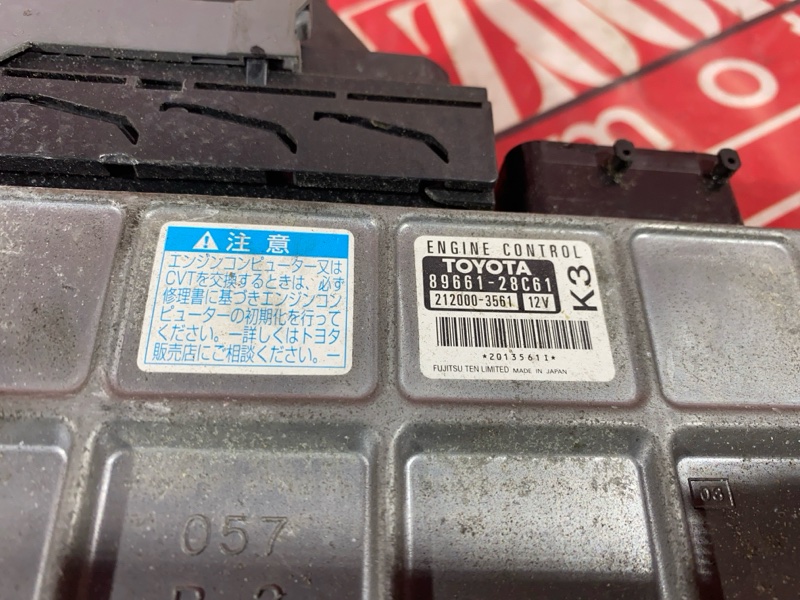 注意
エンジンコンピューター又は
CVTを交換するときは、必ず
修理書に基づきエンジンコン
ピューターの初期化を行って
ください。ー詳しくはトヨタ
販売店にご相談ください。ー
ENGINE CONTROL
TOYOTA
89661-28C61
212000-3561 12V
K3
*2013561I*
FUJITSU TEN LIMITED MADE IN JAPAN
057
03